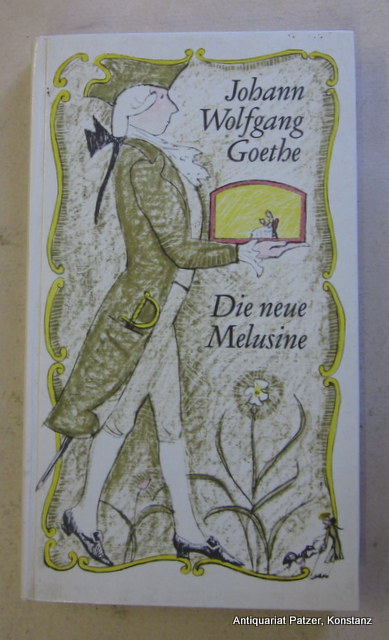 Johann
Wolfgang
Goethe
Die neue
Melusine
Antiquariat Patzer, Konstanz